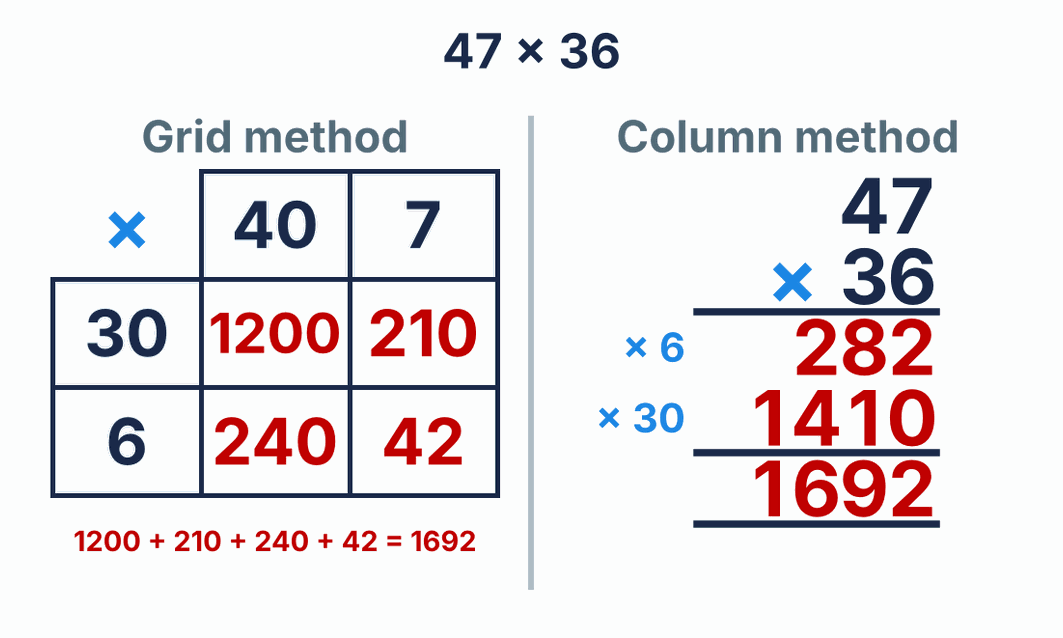 47 × 36
Grid method
× 40 7
30 1200 210
6 240 42
1200 + 210 + 240 + 42 = 1692
Column method
47
× 36
× 6 282
× 30 1410
1692